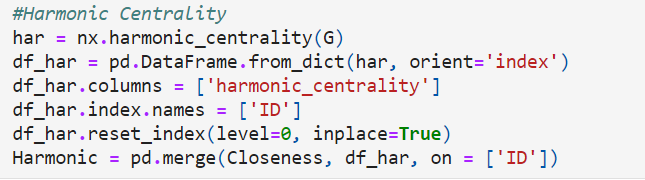 #Harmonic Centrality
har = nx.harmonic_centrality(G)
df_har = pd.DataFrame.from_dict(har, orient='index')
df_har.columns = ['harmonic_centrality']
df_har.index.names = ['ID']
df_har.reset_index(level=0, inplace=True)
Harmonic = pd.merge(Closeness, df_har, on = ['ID'])